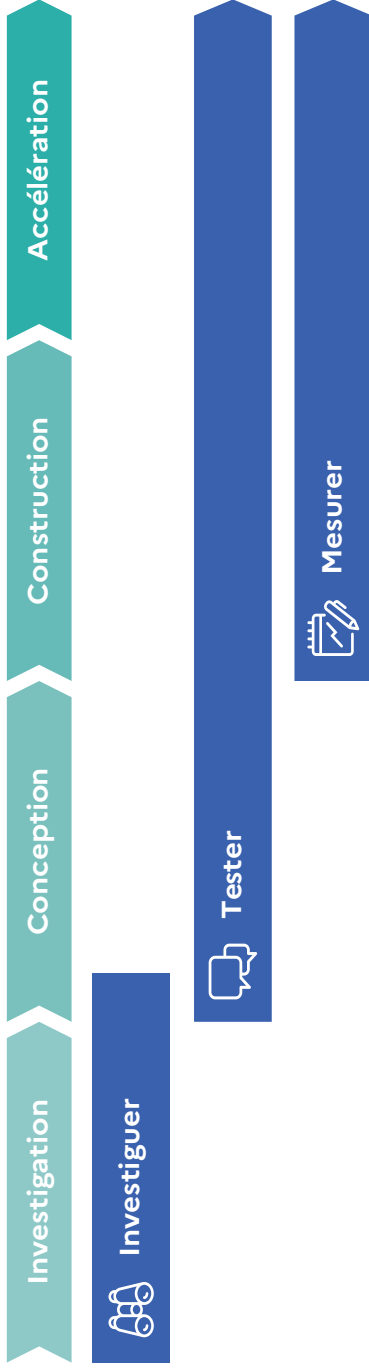 Investigation
Conception
Construction
Accélération
Investiguer
Tester
Mesurer